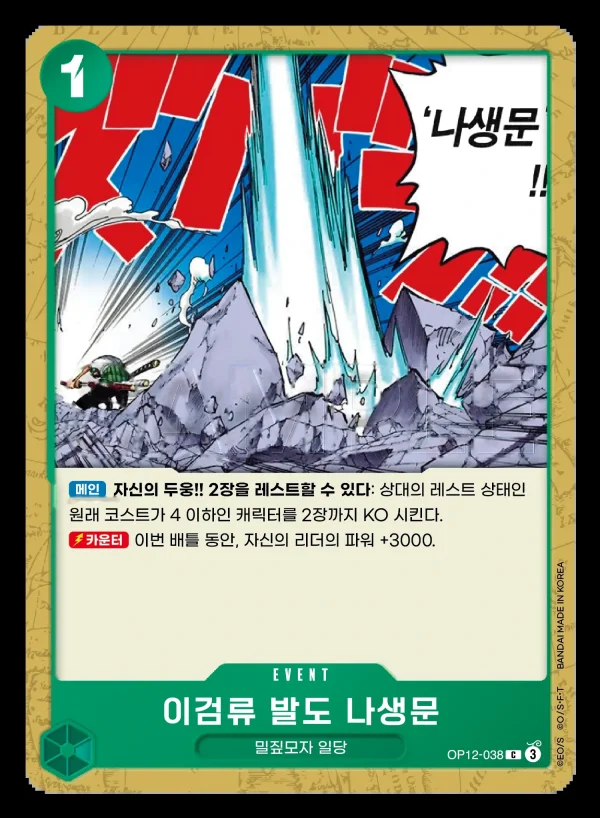 1
'나생문'
!!
메인 자신의 두웅!! 2장을 레스트할 수 있다: 상대의 레스트 상태인
원래 코스트가 4 이하인 캐릭터를 2장까지 KO 시킨다.
카운터 이번 배틀 동안, 자신의 리더의 파워 +3000.
EVENT
이검류 발도 나생문
밀짚모자 일당
OP12-038 C 3
©EO/S ©O/S·F·T BANDAI MADE IN KOREA
SAMPLE